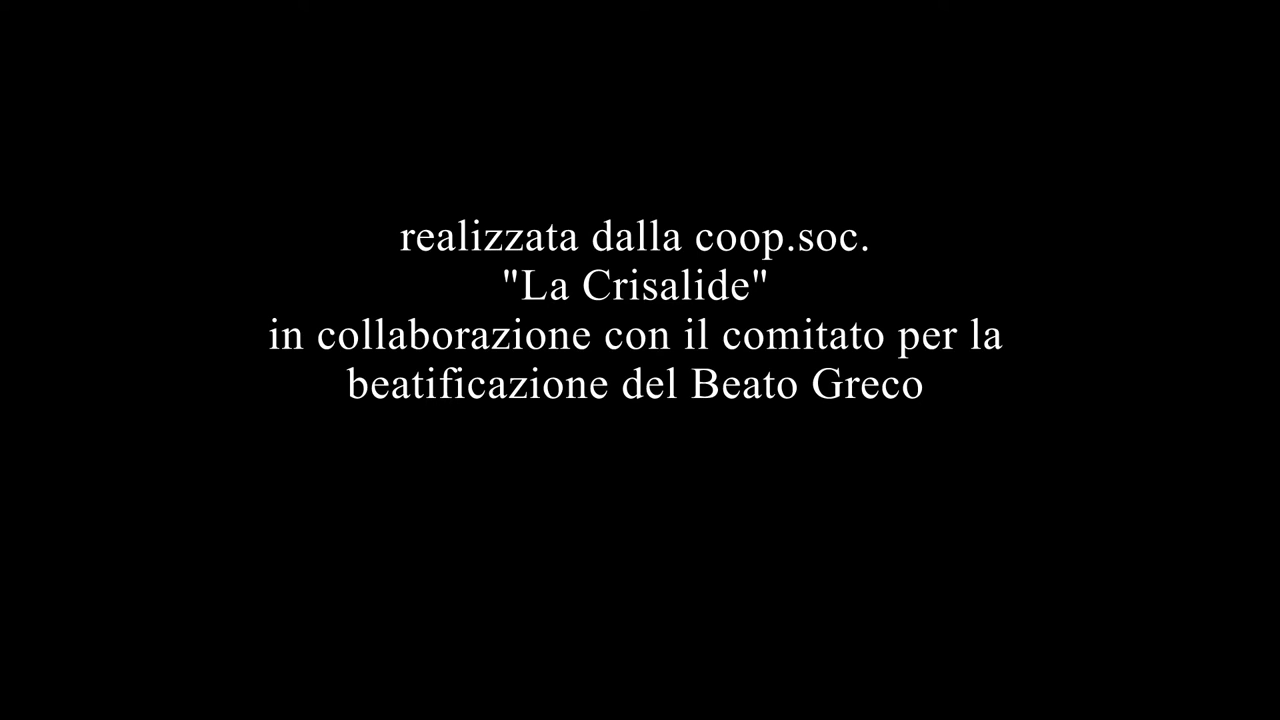 realizzata dalla coop.soc.
"La Crisalide"
in collaborazione con il comitato per la
beatificazione del Beato Greco